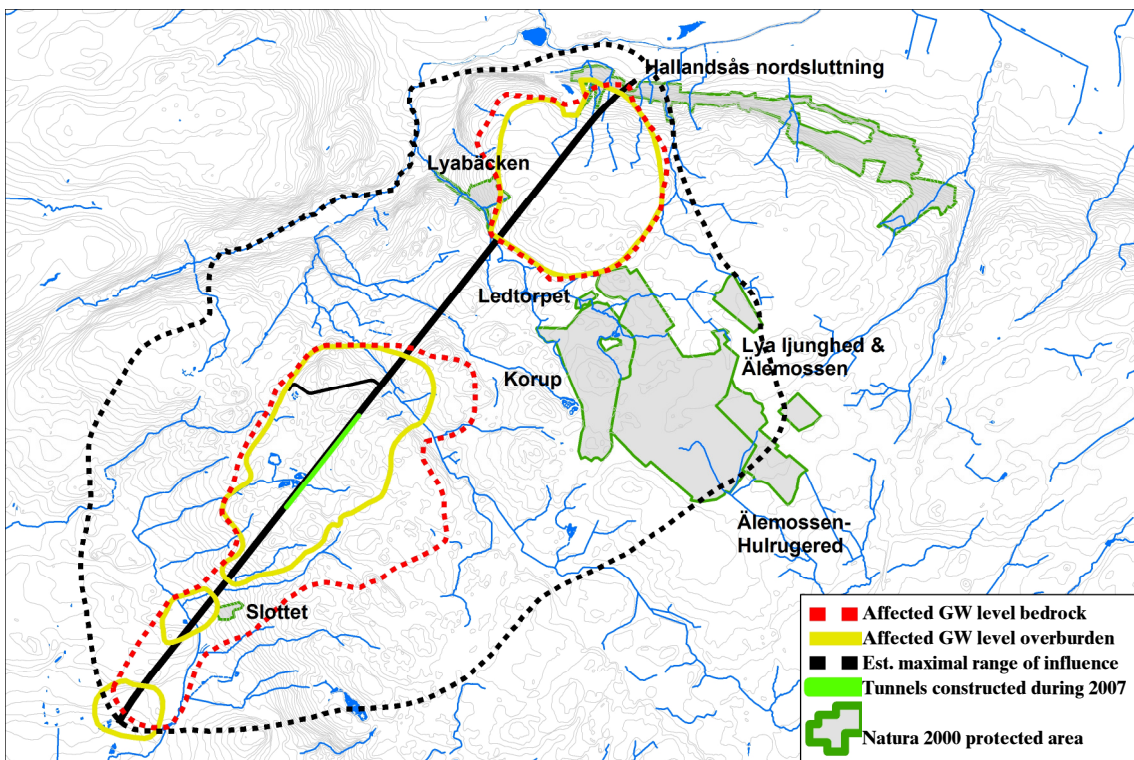 Hallandsås nordsluttning
Lyabäcken
Ledtorpet
Lya ljunghed &
Älemossen
Korup
Älemossen-
Hulrugered
Slottet
Affected GW level bedrock
Affected GW level overburden
Est. maximal range of influence
Tunnels constructed during 2007
Natura 2000 protected area